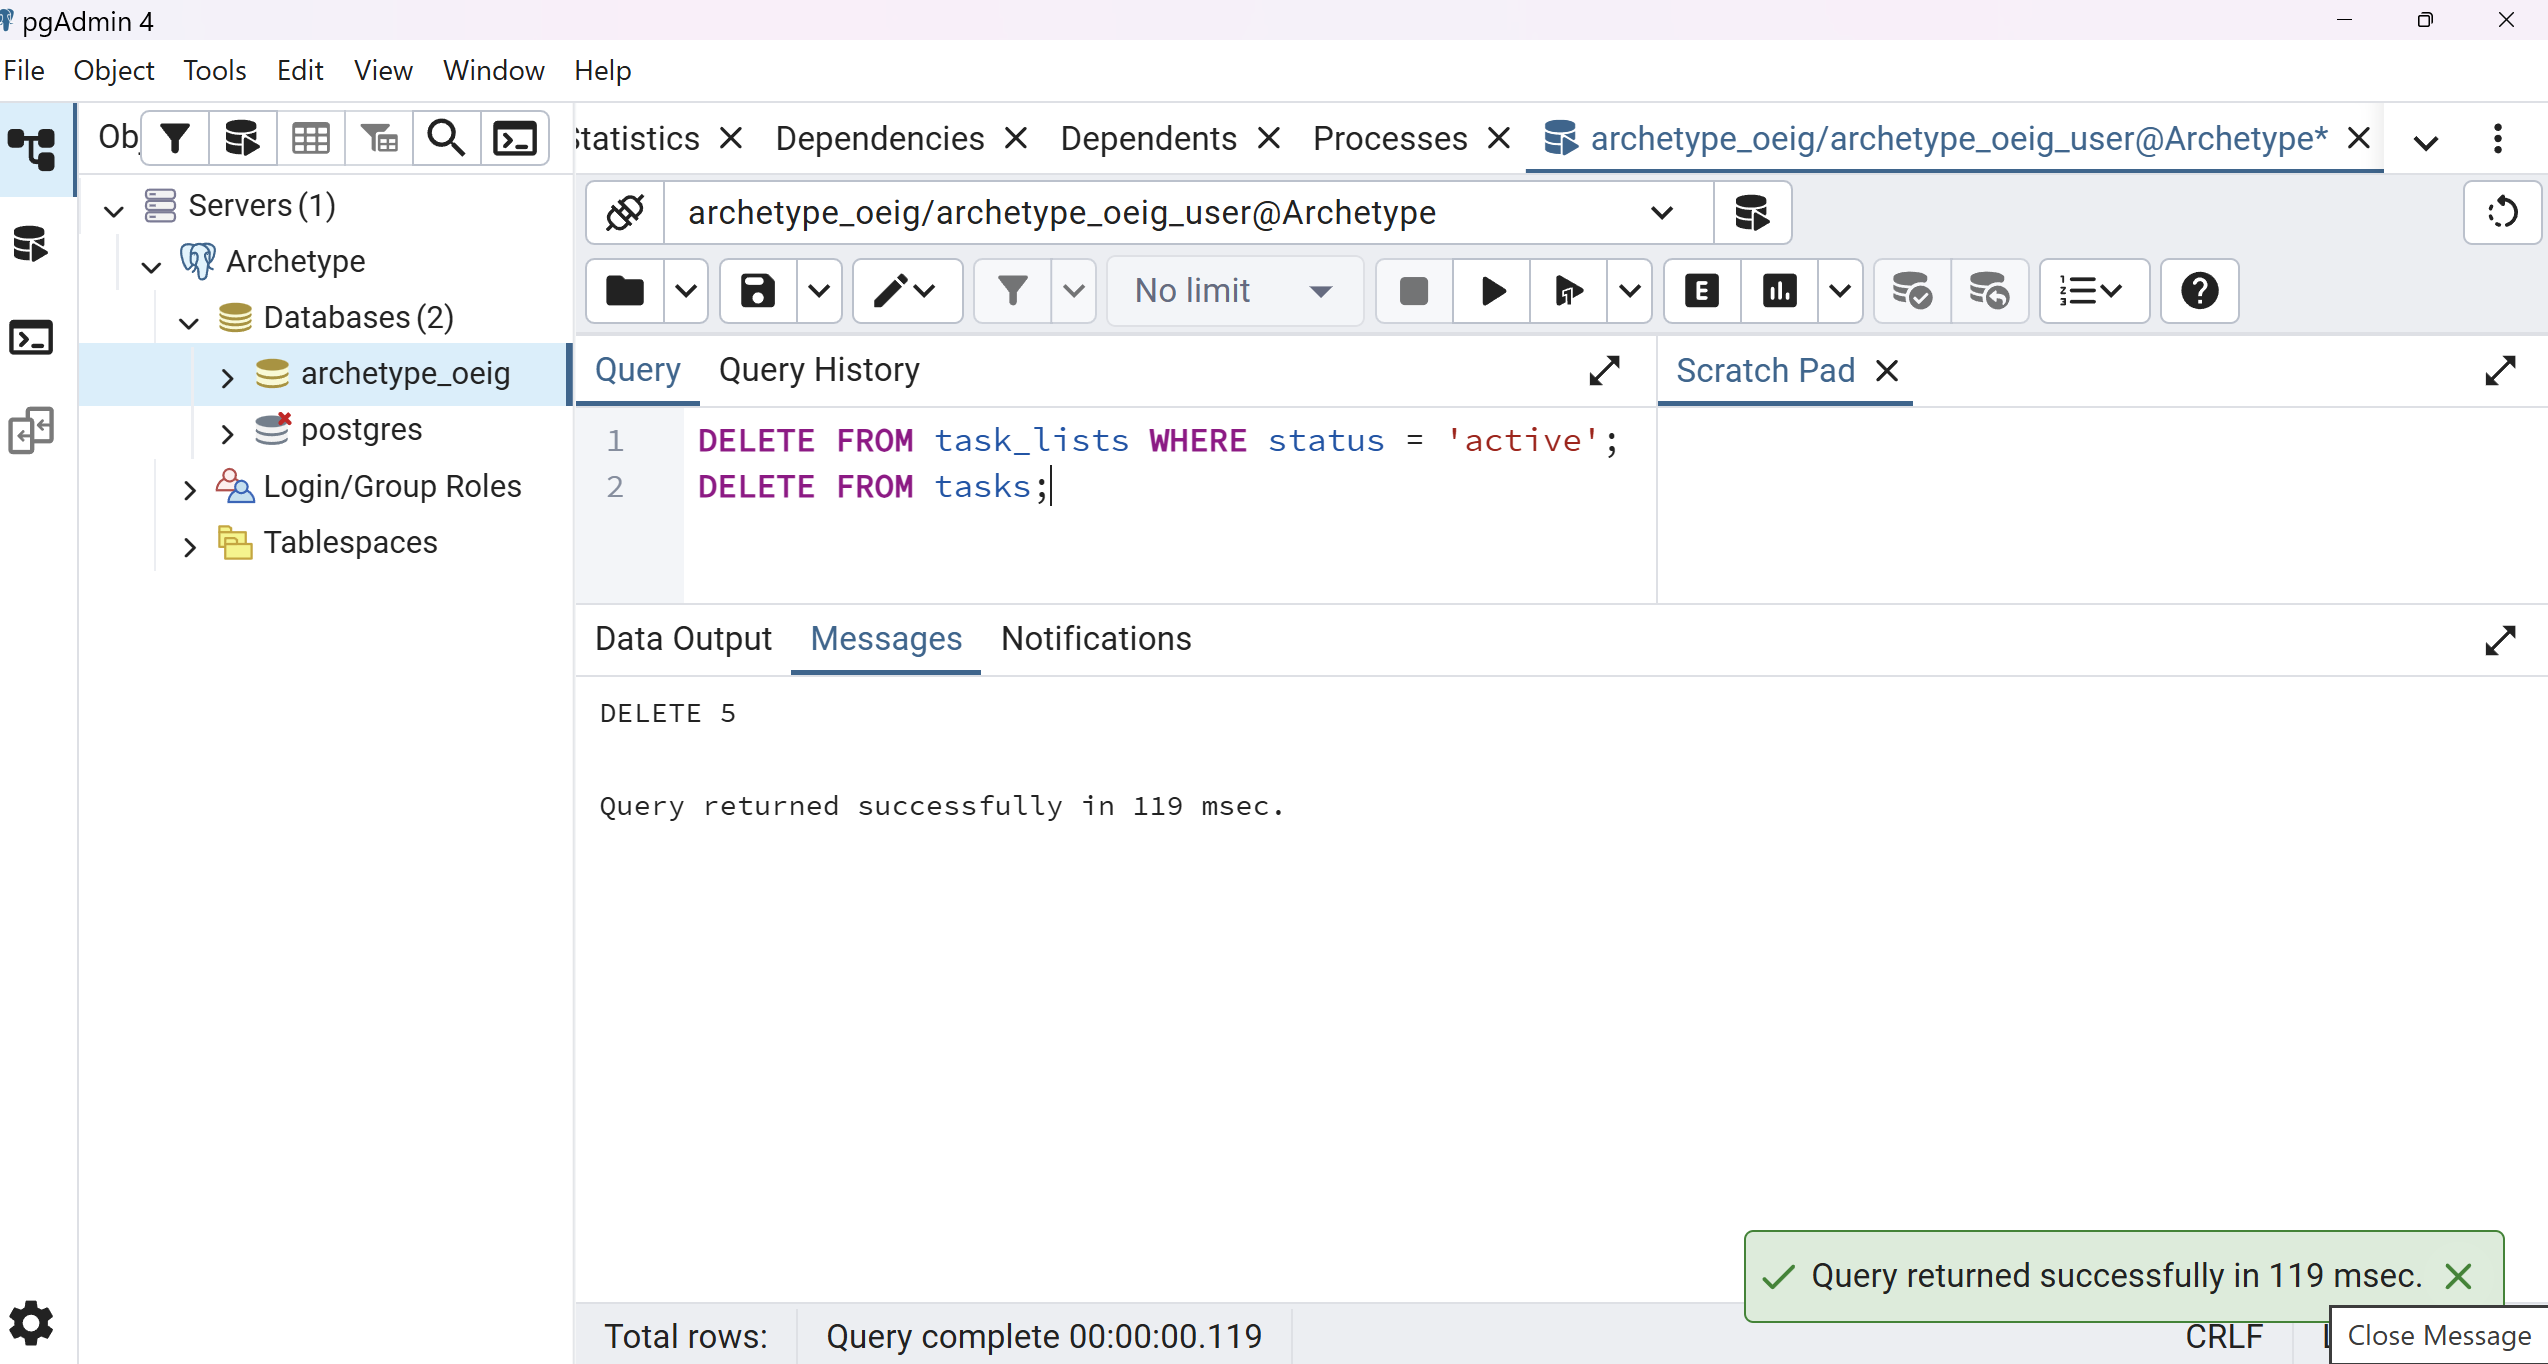 pgAdmin 4
File Object Tools Edit View Window Help
Ob
tatistics Dependencies Dependents Processes archetype_oeig/archetype_oeig_user@Archetype*
Servers (1)
Archetype
Databases (2)
archetype_oeig
postgres
Login/Group Roles
Tablespaces
archetype_oeig/archetype_oeig_user@Archetype
No limit
E
Query Query History
Scratch Pad
1 DELETE FROM task_lists WHERE status = 'active';
2 DELETE FROM tasks;
Data Output Messages Notifications
DELETE 5
Query returned successfully in 119 msec.
Query returned successfully in 119 msec.
Total rows: Query complete 00:00:00.119 CRLF
Close Message